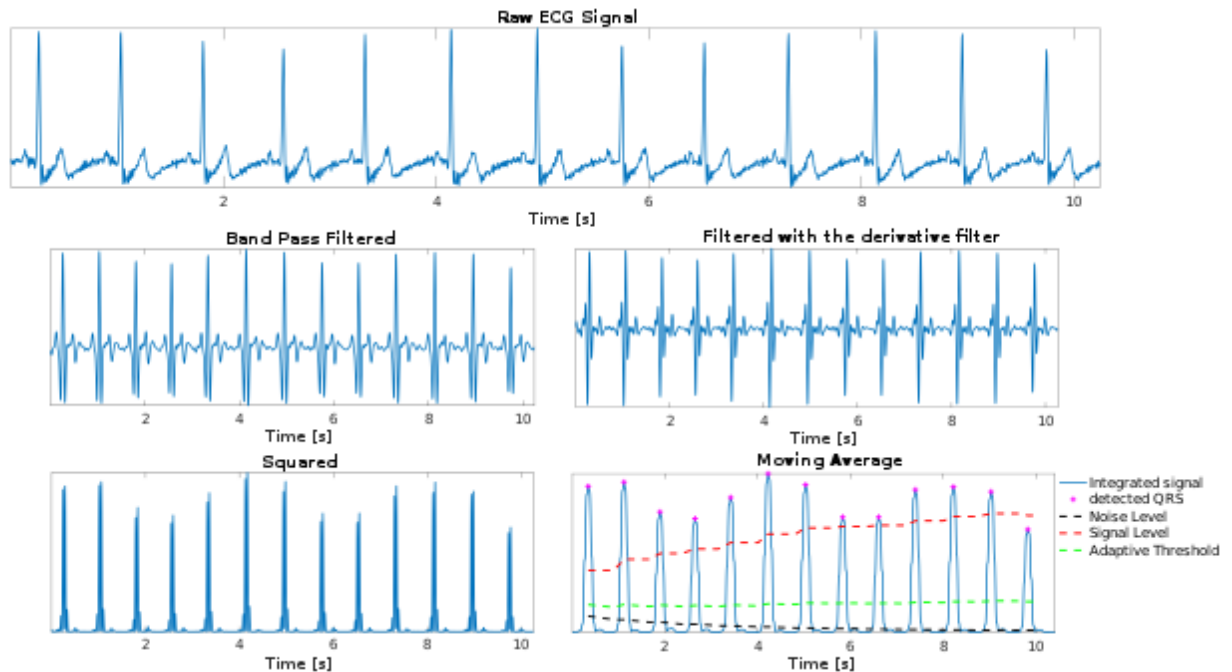 Raw ECG Signal
2 4 6 8 10
Time [s]
Band Pass Filtered
2 4 6 8 10
Time [s]
Filtered with the derivative filter
2 4 6 8 10
Time [s]
Squared
2 4 6 8 10
Time [s]
Moving Average
2 4 6 8 10
Time [s]
Integrated signal
detected QRS
Noise Level
Signal Level
Adaptive Threshold